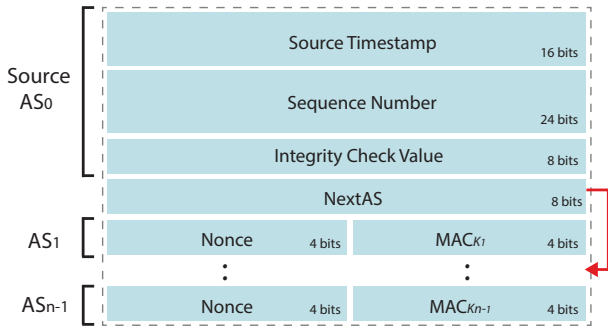 Source Timestamp
16 bits
Source
AS0
Sequence Number
24 bits
Integrity Check Value
8 bits
NextAS
8 bits
AS1
Nonce
4 bits
MACK1
4 bits
:
:
ASn-1
Nonce
4 bits
MACKn-1
4 bits